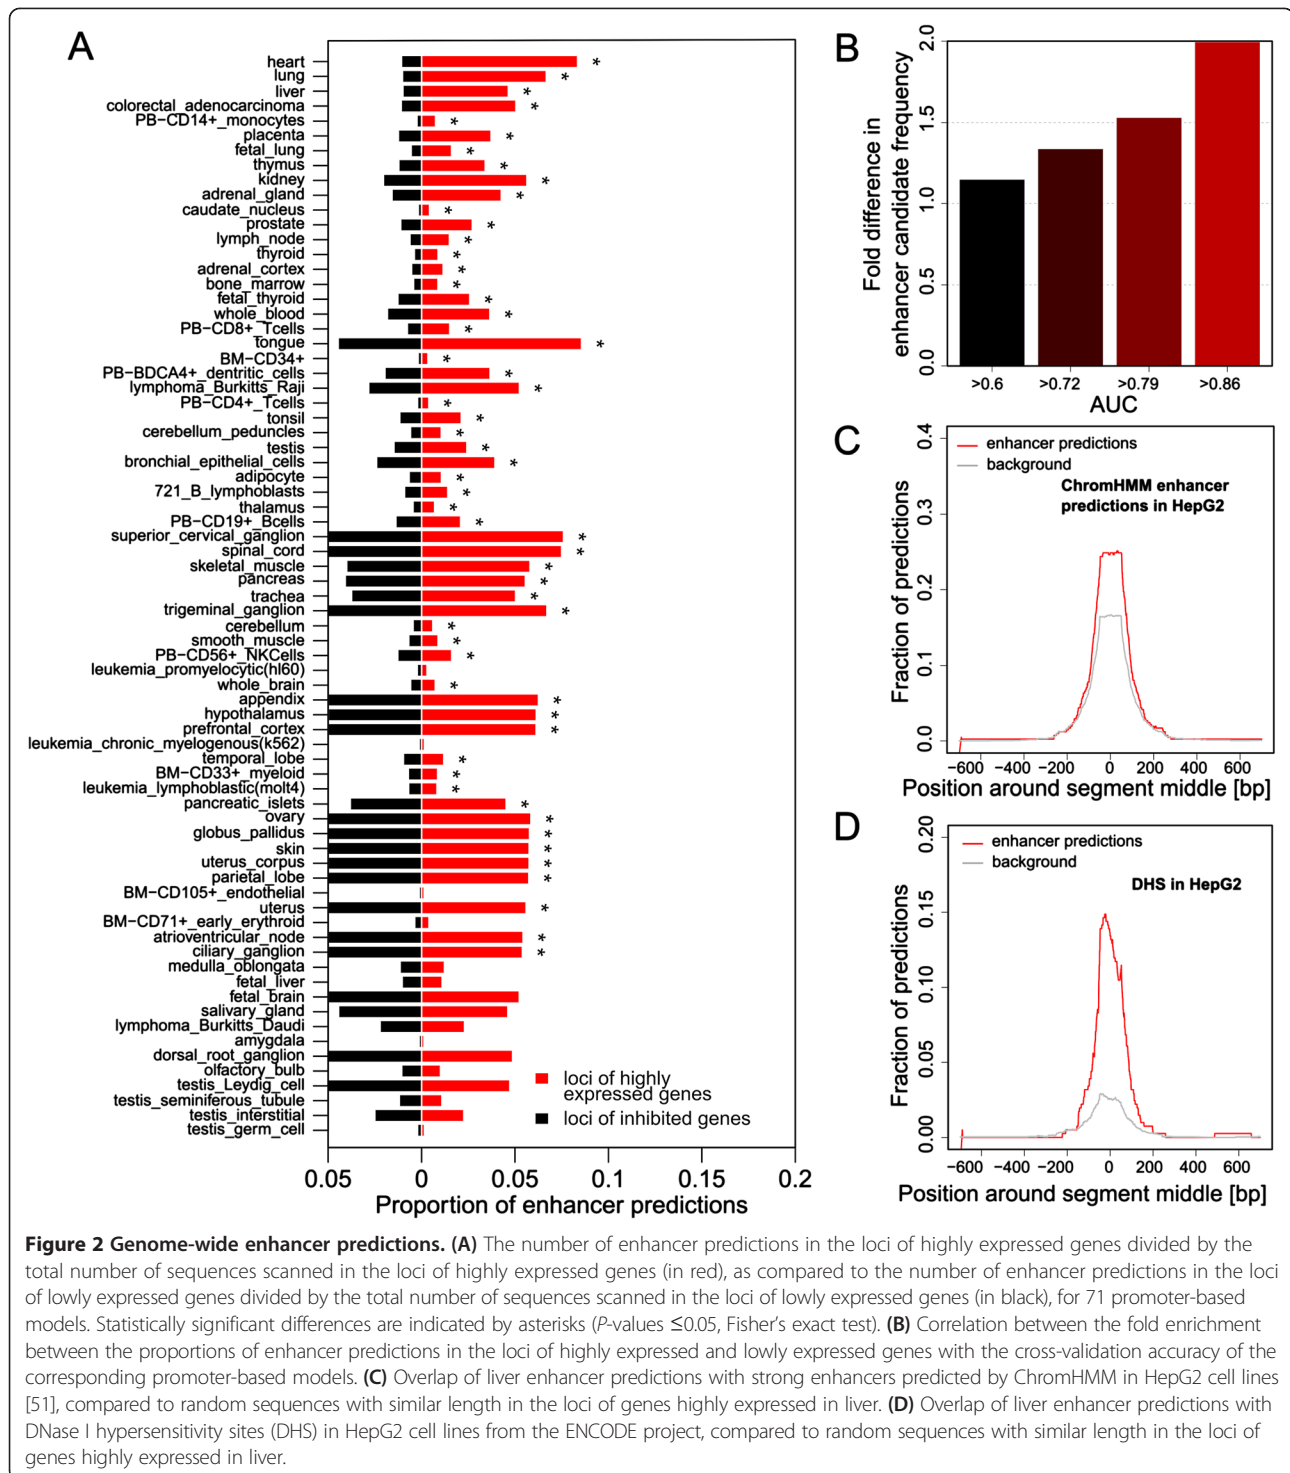 A
heart
lung
liver
colorectal_adenocarcinoma
PB−CD14+_monocytes
placenta
fetal_lung
thymus
kidney
adrenal_gland
caudate_nucleus
prostate
lymph_node
thyroid
adrenal_cortex
bone_marrow
fetal_thyroid
whole_blood
PB−CD8+_Tcells
tongue
BM−CD34+
PB−BDCA4+_dentritic_cells
lymphoma_Burkitts_Raji
PB−CD4+_Tcells
tonsil
cerebellum_peduncles
testis
bronchial_epithelial_cells
adipocyte
721_B_lymphoblasts
thalamus
PB−CD19+_Bcells
superior_cervical_ganglion
spinal_cord
skeletal_muscle
pancreas
trachea
trigeminal_ganglion
cerebellum
smooth_muscle
PB−CD56+_NKCells
leukemia_promyelocytic(hl60)
whole_brain
appendix
hypothalamus
prefrontal_cortex
leukemia_chronic_myelogenous(k562)
temporal_lobe
BM−CD33+_myeloid
leukemia_lymphoblastic(molt4)
pancreatic_islets
ovary
globus_pallidus
skin
uterus_corpus
parietal_lobe
BM−CD105+_endothelial
uterus
BM−CD71+_early_erythroid
atrioventricular_node
ciliary_ganglion
medulla_oblongata
fetal_liver
fetal_brain
salivary_gland
lymphoma_Burkitts_Daudi
amygdala
dorsal_root_ganglion
olfactory_bulb
testis_Leydig_cell
testis_seminiferous_tubule
testis_interstitial
testis_germ_cell
loci of highly
expressed genes
loci of inhibited genes
0.05 0 0.05 0.1 0.15 0.2
Proportion of enhancer predictions
B
Fold difference in
enhancer candidate frequency
2.0
1.5
1.0
0.5
0.0
>0.6 >0.72 >0.79 >0.86
AUC
C
Fraction of predictions
0.4
0.3
0.2
0.1
0.0
enhancer predictions
background
ChromHMM enhancer
predictions in HepG2
−600 −400 −200 0 200 400 600
Position around segment middle [bp]
D
Fraction of predictions
0.20
0.15
0.10
0.05
0.00
enhancer predictions
background
DHS in HepG2
−600 −400 −200 0 200 400 600
Position around segment middle [bp]
Figure 2 Genome-wide enhancer predictions. (A) The number of enhancer predictions in the loci of highly expressed genes divided by the
total number of sequences scanned in the loci of highly expressed genes (in red), as compared to the number of enhancer predictions in the loci
of lowly expressed genes divided by the total number of sequences scanned in the loci of lowly expressed genes (in black), for 71 promoter-based
models. Statistically significant differences are indicated by asterisks (P-values ≤0.05, Fisher's exact test). (B) Correlation between the fold enrichment
between the proportions of enhancer predictions in the loci of highly expressed and lowly expressed genes with the cross-validation accuracy of the
corresponding promoter-based models. (C) Overlap of liver enhancer predictions with strong enhancers predicted by ChromHMM in HepG2 cell lines
[51], compared to random sequences with similar length in the loci of genes highly expressed in liver. (D) Overlap of liver enhancer predictions with
DNase I hypersensitivity sites (DHS) in HepG2 cell lines from the ENCODE project, compared to random sequences with similar length in the loci of
genes highly expressed in liver.